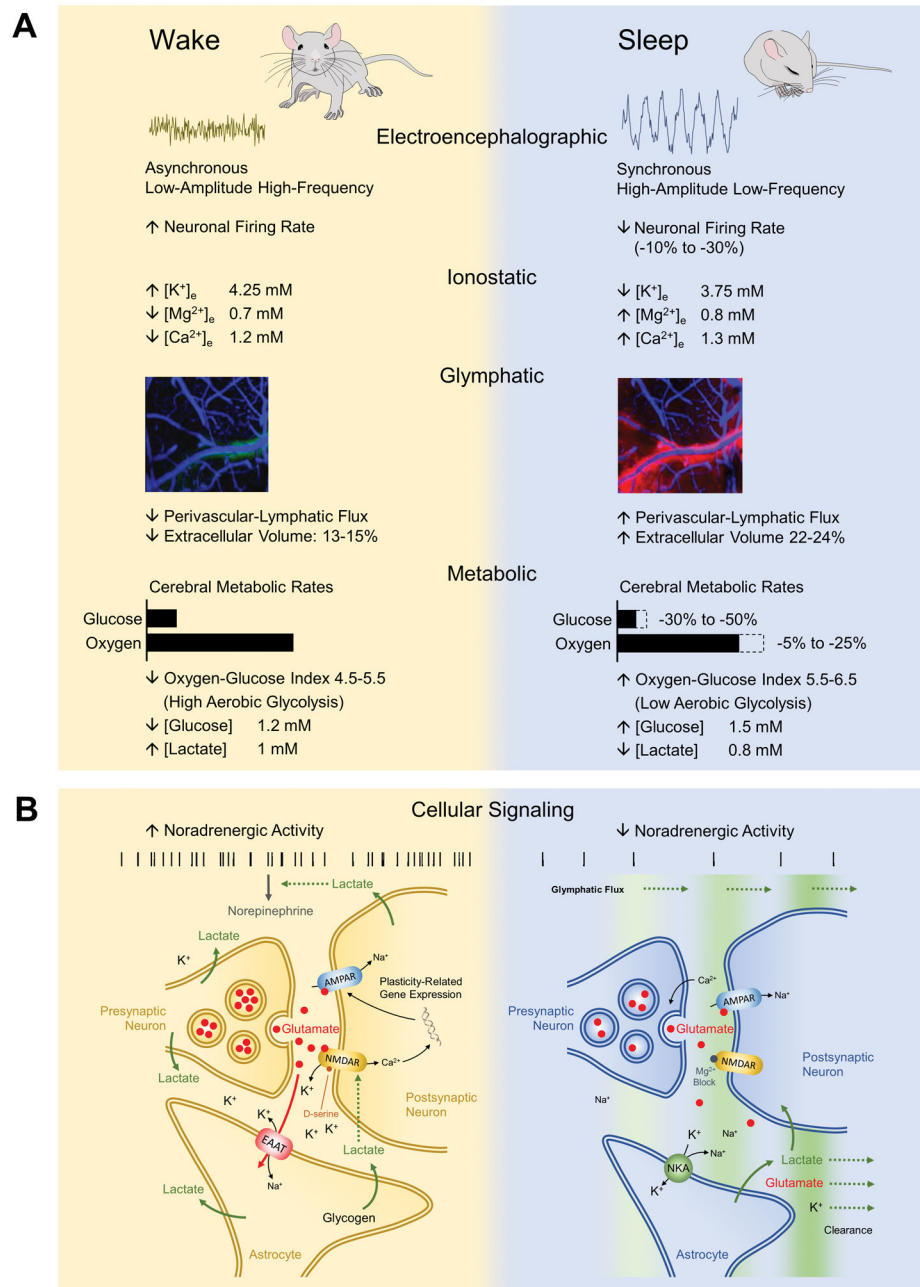 A
Wake
Sleep
Electroencephalographic
Asynchronous
Low-Amplitude High-Frequency
Synchronous
High-Amplitude Low-Frequency
↑ Neuronal Firing Rate
↓ Neuronal Firing Rate
(-10% to -30%)
Ionostatic
↑ [K⁺]ₑ 4.25 mM
↓ [Mg²⁺]ₑ 0.7 mM
↓ [Ca²⁺]ₑ 1.2 mM
↓ [K⁺]ₑ 3.75 mM
↑ [Mg²⁺]ₑ 0.8 mM
↑ [Ca²⁺]ₑ 1.3 mM
Glymphatic
↓ Perivascular-Lymphatic Flux
↓ Extracellular Volume: 13-15%
↑ Perivascular-Lymphatic Flux
↑ Extracellular Volume 22-24%
Metabolic
Cerebral Metabolic Rates
Glucose
Oxygen
↓ Oxygen-Glucose Index 4.5-5.5
(High Aerobic Glycolysis)
↓ [Glucose] 1.2 mM
↑ [Lactate] 1 mM
Cerebral Metabolic Rates
Glucose -30% to -50%
Oxygen -5% to -25%
↑ Oxygen-Glucose Index 5.5-6.5
(Low Aerobic Glycolysis)
↑ [Glucose] 1.5 mM
↓ [Lactate] 0.8 mM
B
Cellular Signaling
↑ Noradrenergic Activity
Lactate
Norepinephrine
Lactate
K⁺
Na⁺
AMPAR
Plasticity-Related
Gene Expression
Presynaptic
Neuron
Glutamate
NMDAR
Ca²⁺
Lactate
K⁺
D-serine
Postsynaptic
Neuron
K⁺
K⁺
K⁺
K⁺
EAAT
Na⁺
Lactate
Lactate
Glycogen
Astrocyte
↓ Noradrenergic Activity
Glymphatic Flux
Ca²⁺
AMPAR
Na⁺
Presynaptic
Neuron
Glutamate
NMDAR
Mg²⁺
Block
Postsynaptic
Neuron
Na⁺
K⁺
Na⁺
Na⁺
NKA
K⁺
Lactate
Glutamate
K⁺
Clearance
Astrocyte